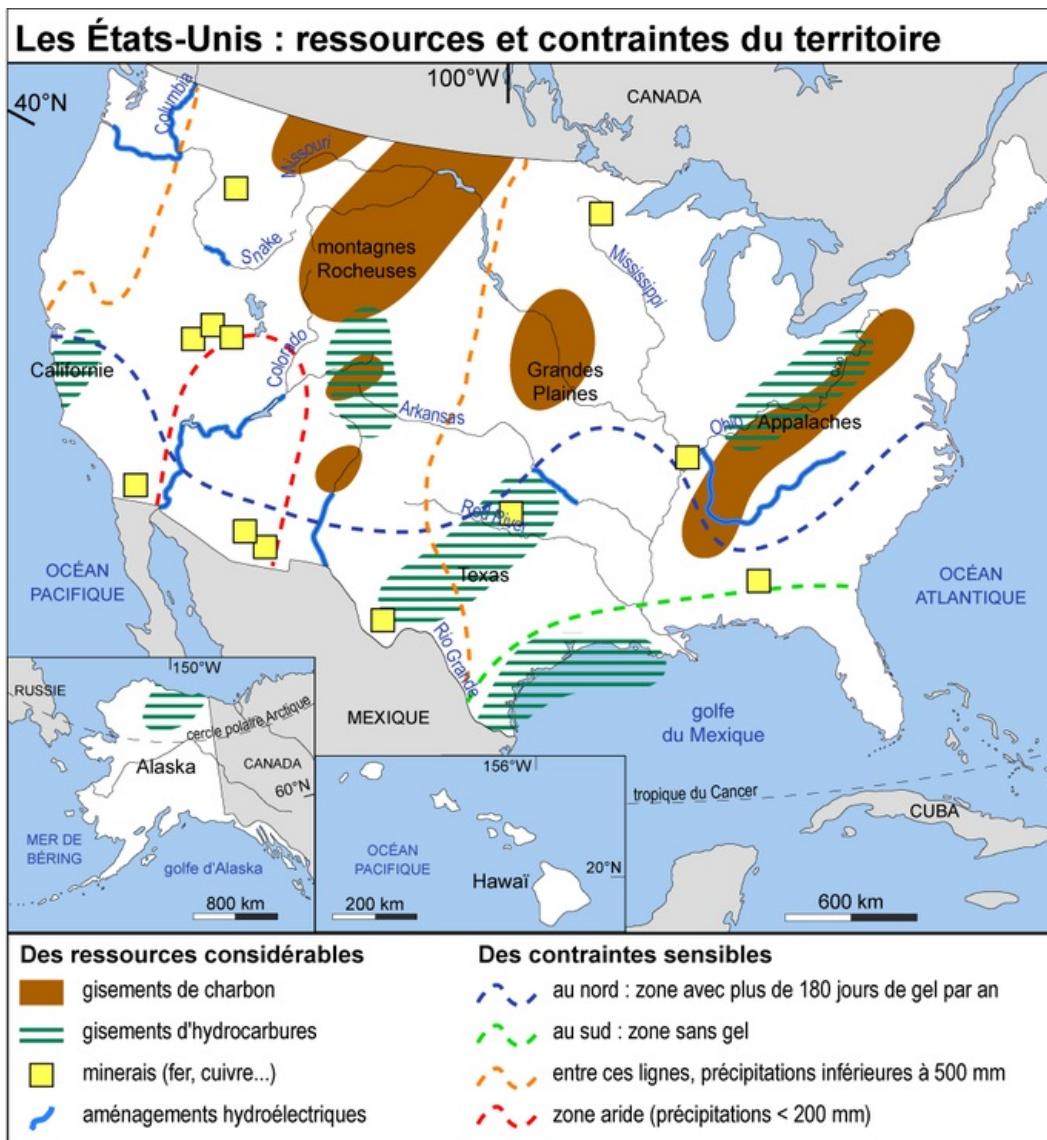 Les États-Unis : ressources et contraintes du territoire
100°W
40°N
CANADA
Columbia
Missouri
Snake
montagnes
Rocheuses
Mississippi
Californie
Colorado
Grandes
Plaines
Arkansas
Ohio
Appalaches
Red River
Texas
Rio Grande
OCÉAN
PACIFIQUE
OCÉAN
ATLANTIQUE
MEXIQUE
golfe
du Mexique
tropique du Cancer
CUBA
600 km
150°W
RUSSIE
cercle polaire Arctique
Alaska
CANADA
60°N
MER DE
BÉRING
golfe d'Alaska
800 km
156°W
OCÉAN
PACIFIQUE
20°N
Hawaï
200 km
Des ressources considérables
gisements de charbon
gisements d'hydrocarbures
minerais (fer, cuivre...)
aménagements hydroélectriques
Des contraintes sensibles
au nord : zone avec plus de 180 jours de gel par an
au sud : zone sans gel
entre ces lignes, précipitations inférieures à 500 mm
zone aride (précipitations < 200 mm)